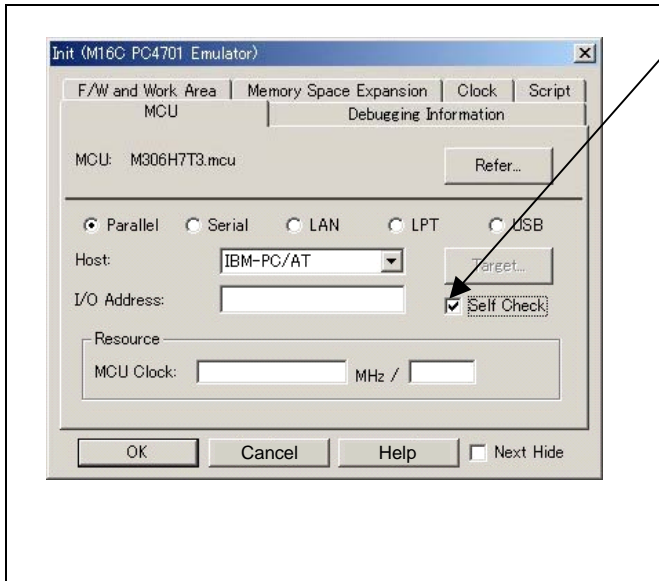 Init (M16C PC4701 Emulator)
F/W and Work Area Memory Space Expansion Clock Script
MCU Debugging Information
MCU: M306H7T3.mcu Refer...
Parallel Serial LAN LPT USB
Host: IBM-PC/AT Target...
I/O Address: Self Check
Resource
MCU Clock: MHz /
OK Cancel Help Next Hide